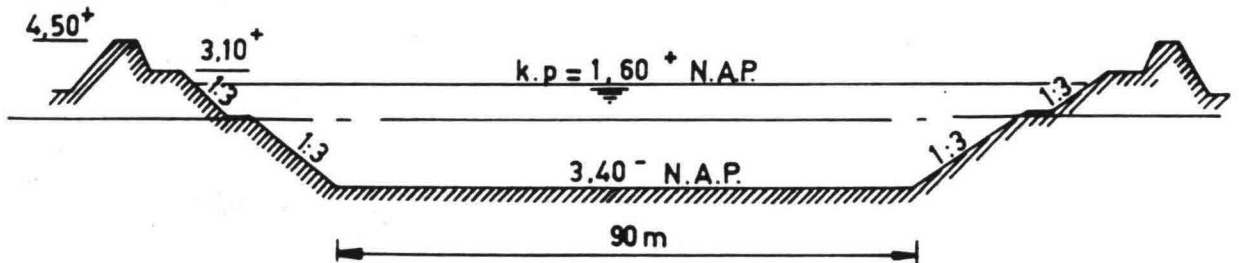 4,50⁺
3,10⁺
k.p = 1,60⁺ N.A.P.
1:3
1:3
1:3
1:3
3,40⁻ N.A.P.
90 m